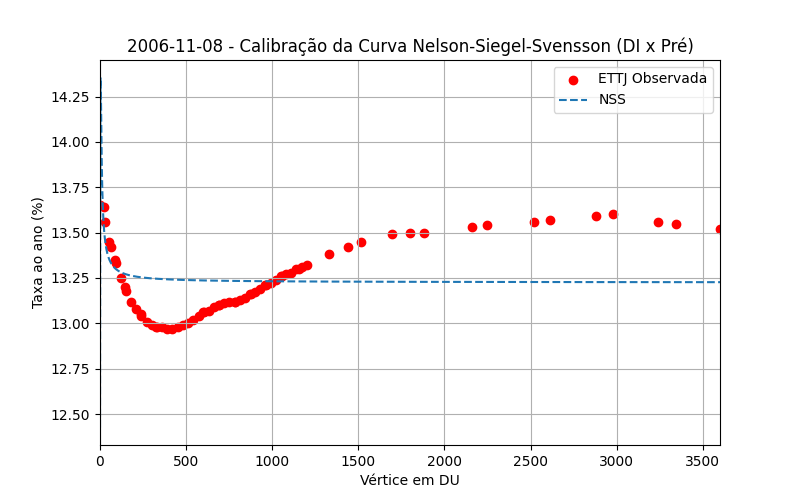 2006-11-08 - Calibração da Curva Nelson-Siegel-Svensson (DI x Pré)
ETTJ Observada
NSS
Taxa ao ano (%)
14.25
14.00
13.75
13.50
13.25
13.00
12.75
12.50
0 500 1000 1500 2000 2500 3000 3500
Vértice em DU